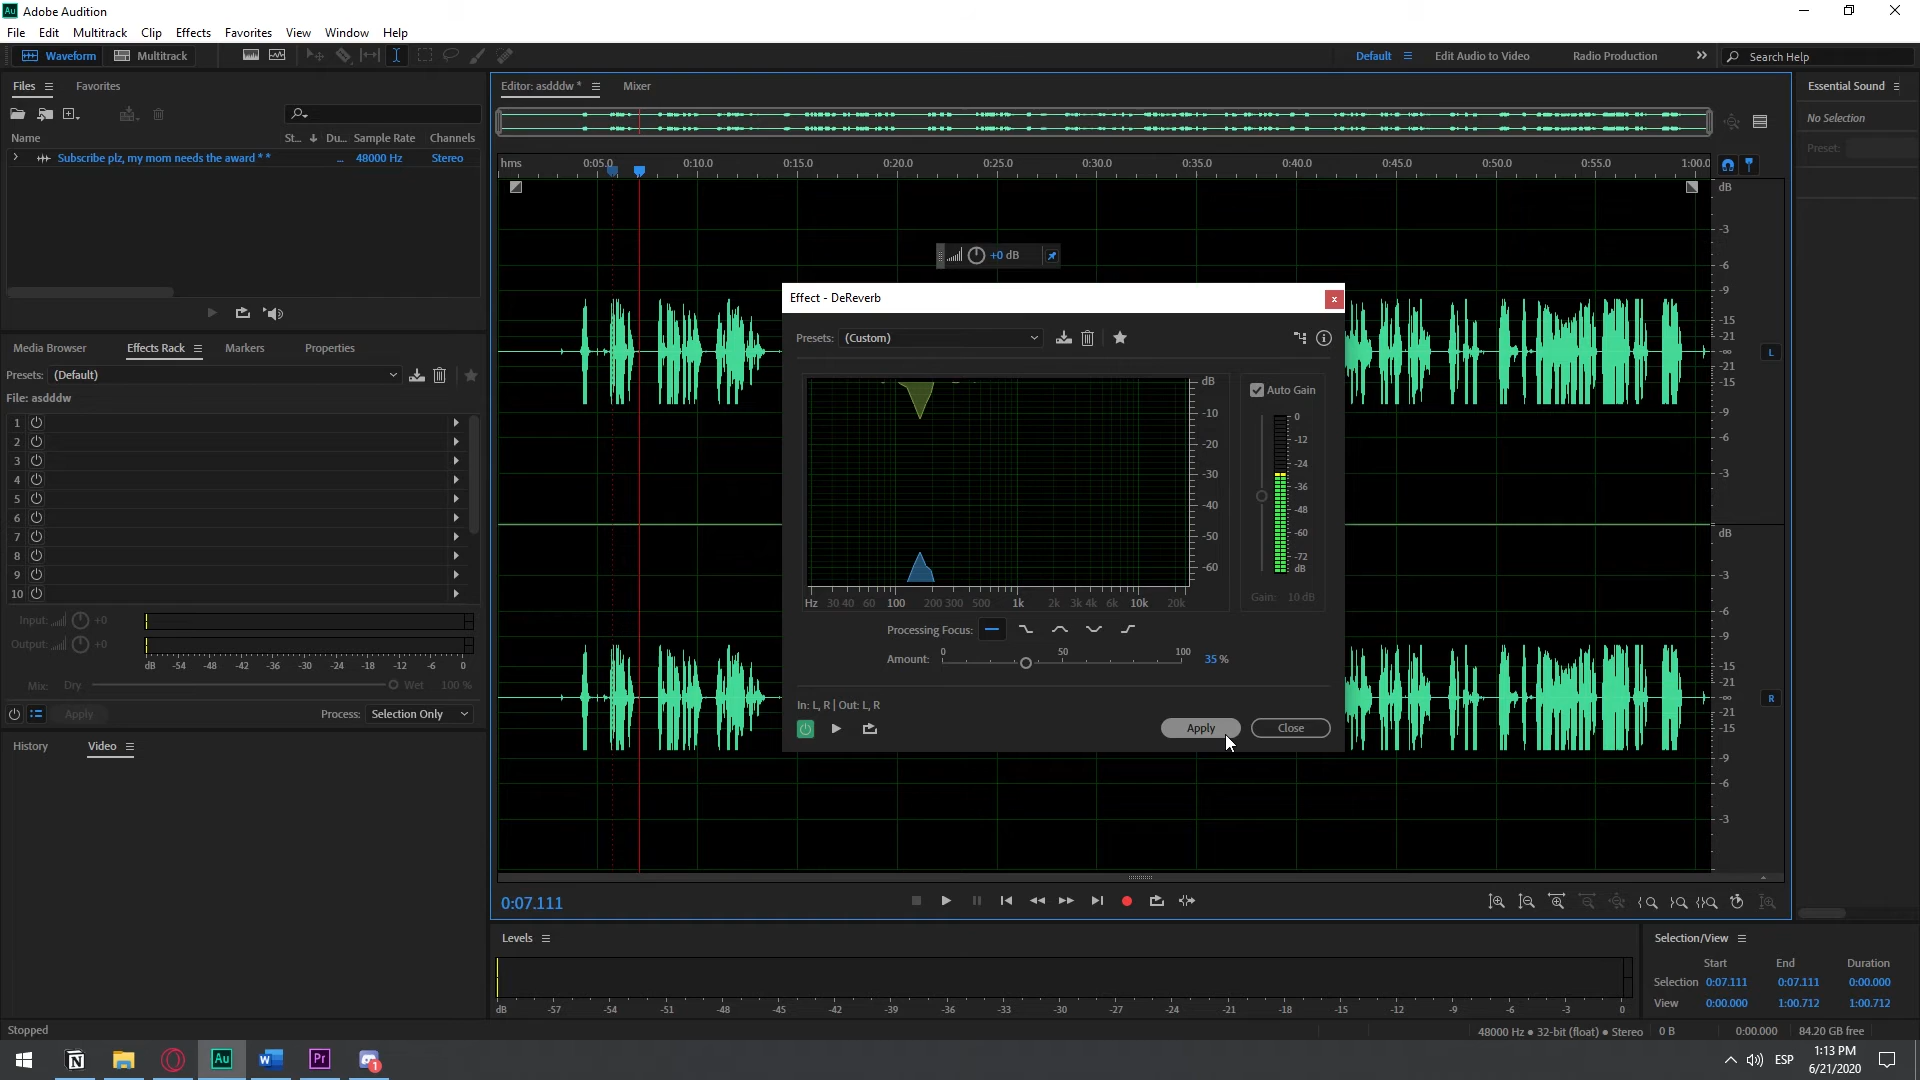 Au Adobe Audition
File Edit Multitrack Clip Effects Favorites View Window Help
Waveform Multitrack Default Edit Audio to Video Radio Production Search Help
Files Favorites
Name St... Du... Sample Rate Channels
Subscribe plz, my mom needs the award * * ... 48000 Hz Stereo
Media Browser Effects Rack Markers Properties
Presets: (Default)
File: asdddw
1
2
3
4
5
6
7
8
9
10
Input: +0
Output: +0
dB -54 -48 -42 -36 -30 -24 -18 -12 -6 0
Mix: Dry Wet 100 %
Apply Process: Selection Only
History Video
Editor: asdddw * Mixer
hms 0:05.0 0:10.0 0:15.0 0:20.0 0:25.0 0:30.0 0:35.0 0:40.0 0:45.0 0:50.0 0:55.0 1:00.0
+0 dB
Effect - DeReverb
Presets: (Custom)
dB
-10
-20
-30
-40
-50
-60
Hz 30 40 60 100 200 300 500 1k 2k 3k 4k 6k 10k 20k
Auto Gain
0
-12
-24
-36
-48
-60
-72
dB
Gain: 10 dB
Processing Focus:
Amount: 0 50 100 35 %
In: L, R | Out: L, R
Apply Close
dB
-3
-6
-9
-15
-21
-∞
-21
-15
-9
-6
-3
L
dB
-3
-6
-9
-15
-21
-∞
-21
-15
-9
-6
-3
R
0:07.111
Levels
dB -57 -54 -51 -48 -45 -42 -39 -36 -33 -30 -27 -24 -21 -18 -15 -12 -9 -6 -3 0
Essential Sound
No Selection
Preset:
Selection/View
Start End Duration
Selection 0:07.111 0:07.111 0:00.000
View 0:00.000 1:00.712 1:00.712
Stopped 48000 Hz ● 32-bit (float) ● Stereo 0 B 0:00.000 84.20 GB free
N Au W Pr 1 ESP 1:13 PM
6/21/2020